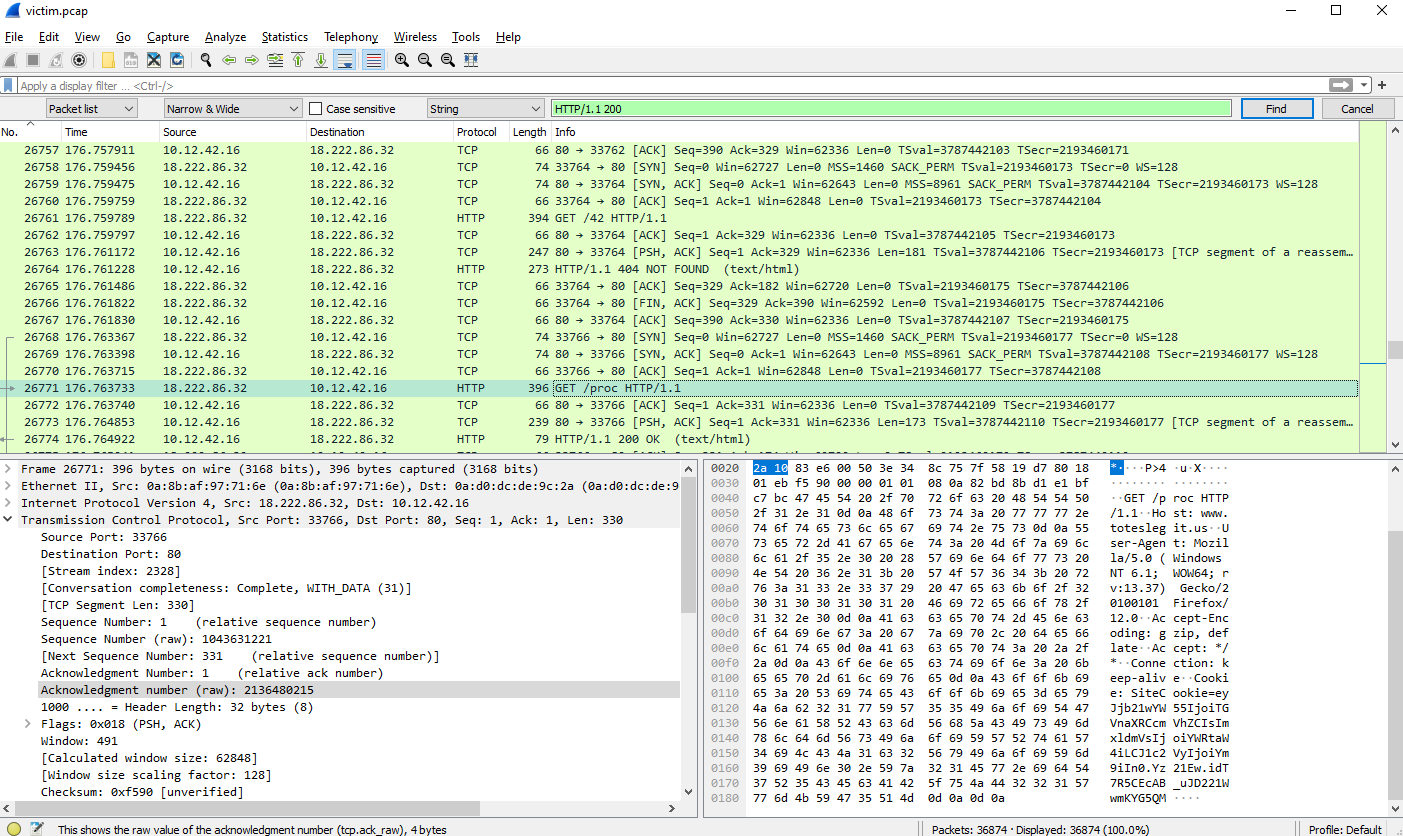 victim.pcap
File Edit View Go Capture Analyze Statistics Telephony Wireless Tools Help
Apply a display filter ... <Ctrl-/>
Packet list Narrow & Wide Case sensitive String HTTP/1.1 200 Find Cancel
No. Time Source Destination Protocol Length Info
26757 176.757911 10.12.42.16 18.222.86.32 TCP 66 80 → 33762 [ACK] Seq=390 Ack=329 Win=62336 Len=0 TSval=3787442103 TSecr=2193460171
26758 176.759456 18.222.86.32 10.12.42.16 TCP 74 33764 → 80 [SYN] Seq=0 Win=62727 Len=0 MSS=1460 SACK_PERM TSval=2193460173 TSecr=0 WS=128
26759 176.759475 10.12.42.16 18.222.86.32 TCP 74 80 → 33764 [SYN, ACK] Seq=0 Ack=1 Win=62643 Len=0 MSS=8961 SACK_PERM TSval=3787442104 TSecr=2193460173 WS=128
26760 176.759759 18.222.86.32 10.12.42.16 TCP 66 33764 → 80 [ACK] Seq=1 Ack=1 Win=62848 Len=0 TSval=2193460173 TSecr=3787442104
26761 176.759789 18.222.86.32 10.12.42.16 HTTP 394 GET /42 HTTP/1.1
26762 176.759797 10.12.42.16 18.222.86.32 TCP 66 80 → 33764 [ACK] Seq=1 Ack=329 Win=62336 Len=0 TSval=3787442105 TSecr=2193460173
26763 176.761172 10.12.42.16 18.222.86.32 TCP 247 80 → 33764 [PSH, ACK] Seq=1 Ack=329 Win=62336 Len=181 TSval=3787442106 TSecr=2193460173 [TCP segment of a reassem…
26764 176.761228 10.12.42.16 18.222.86.32 HTTP 273 HTTP/1.1 404 NOT FOUND (text/html)
26765 176.761486 18.222.86.32 10.12.42.16 TCP 66 33764 → 80 [ACK] Seq=329 Ack=182 Win=62720 Len=0 TSval=2193460175 TSecr=3787442106
26766 176.761822 18.222.86.32 10.12.42.16 TCP 66 33764 → 80 [FIN, ACK] Seq=329 Ack=390 Win=62592 Len=0 TSval=2193460175 TSecr=3787442106
26767 176.761830 10.12.42.16 18.222.86.32 TCP 66 80 → 33764 [ACK] Seq=390 Ack=330 Win=62336 Len=0 TSval=3787442107 TSecr=2193460175
26768 176.763367 18.222.86.32 10.12.42.16 TCP 74 33766 → 80 [SYN] Seq=0 Win=62727 Len=0 MSS=1460 SACK_PERM TSval=2193460177 TSecr=0 WS=128
26769 176.763398 10.12.42.16 18.222.86.32 TCP 74 80 → 33766 [SYN, ACK] Seq=0 Ack=1 Win=62643 Len=0 MSS=8961 SACK_PERM TSval=3787442108 TSecr=2193460177 WS=128
26770 176.763715 18.222.86.32 10.12.42.16 TCP 66 33766 → 80 [ACK] Seq=1 Ack=1 Win=62848 Len=0 TSval=2193460177 TSecr=3787442108
26771 176.763733 18.222.86.32 10.12.42.16 HTTP 396 GET /proc HTTP/1.1
26772 176.763740 10.12.42.16 18.222.86.32 TCP 66 80 → 33766 [ACK] Seq=1 Ack=331 Win=62336 Len=0 TSval=3787442109 TSecr=2193460177
26773 176.764853 10.12.42.16 18.222.86.32 TCP 239 80 → 33766 [PSH, ACK] Seq=1 Ack=331 Win=62336 Len=173 TSval=3787442110 TSecr=2193460177 [TCP segment of a reassem…
26774 176.764922 10.12.42.16 18.222.86.32 HTTP 79 HTTP/1.1 200 OK (text/html)
Frame 26771: 396 bytes on wire (3168 bits), 396 bytes captured (3168 bits)
Ethernet II, Src: 0a:8b:af:97:71:6e (0a:8b:af:97:71:6e), Dst: 0a:d0:dc:de:9c:2a (0a:d0:dc:de:9
Internet Protocol Version 4, Src: 18.222.86.32, Dst: 10.12.42.16
Transmission Control Protocol, Src Port: 33766, Dst Port: 80, Seq: 1, Ack: 1, Len: 330
Source Port: 33766
Destination Port: 80
[Stream index: 2328]
[Conversation completeness: Complete, WITH_DATA (31)]
[TCP Segment Len: 330]
Sequence Number: 1 (relative sequence number)
Sequence Number (raw): 1043631221
[Next Sequence Number: 331 (relative sequence number)]
Acknowledgment Number: 1 (relative ack number)
Acknowledgment number (raw): 2136480215
1000 .... = Header Length: 32 bytes (8)
Flags: 0x018 (PSH, ACK)
Window: 491
[Calculated window size: 62848]
[Window size scaling factor: 128]
Checksum: 0xf590 [unverified]
0020 2a 10 83 e6 00 50 3e 34 8c 75 7f 58 19 d7 80 18 *····P>4 ·u·X····
0030 01 eb f5 90 00 00 01 01 08 0a 82 bd 8b d1 e1 bf ········ ········
0040 c7 bc 47 45 54 20 2f 70 72 6f 63 20 48 54 54 50 ··GET /p roc HTTP
0050 2f 31 2e 31 0d 0a 48 6f 73 74 3a 20 77 77 77 2e /1.1··Ho st: www.
0060 74 6f 74 65 73 6c 65 67 69 74 2e 75 73 0d 0a 55 totesleg it.us··U
0070 73 65 72 2d 41 67 65 6e 74 3a 20 4d 6f 7a 69 6c ser-Agen t: Mozil
0080 6c 61 2f 35 2e 30 20 28 57 69 6e 64 6f 77 73 20 la/5.0 ( Windows
0090 4e 54 20 36 2e 31 3b 20 57 4f 57 36 34 3b 20 72 NT 6.1; WOW64; r
00a0 76 3a 31 33 2e 33 37 29 20 47 65 63 6b 6f 2f 32 v:13.37) Gecko/2
00b0 30 31 30 30 31 30 31 20 46 69 72 65 66 6f 78 2f 0100101 Firefox/
00c0 31 32 2e 30 0d 0a 41 63 63 65 70 74 2d 45 6e 63 12.0··Ac cept-Enc
00d0 6f 64 69 6e 67 3a 20 67 7a 69 70 2c 20 64 65 66 oding: g zip, def
00e0 6c 61 74 65 0d 0a 41 63 63 65 70 74 3a 20 2a 2f late··Ac cept: */
00f0 2a 0d 0a 43 6f 6e 6e 65 63 74 69 6f 6e 3a 20 6b *··Conne ction: k
0100 65 65 70 2d 61 6c 69 76 65 0d 0a 43 6f 6f 6b 69 eep-aliv e··Cooki
0110 65 3a 20 53 69 74 65 43 6f 6f 6b 69 65 3d 65 79 e: SiteC ookie=ey
0120 4a 6a 62 32 31 77 59 57 35 35 49 6a 6f 69 54 47 Jjb21wYW 55IjoiTG
0130 56 6e 61 58 52 43 63 6d 56 68 5a 43 49 73 49 6d VnaXRCcm VhZCIsIm
0140 78 6c 64 6d 56 73 49 6a 6f 69 59 57 52 74 61 57 xldmVsIj oiYWRtaW
0150 34 69 4c 43 4a 31 63 32 56 79 49 6a 6f 69 59 6d 4iLCJ1c2 VyIjoiYm
0160 39 69 49 6e 30 2e 59 7a 32 31 45 77 2e 69 64 54 9iIn0.Yz 21Ew.idT
0170 37 52 35 43 45 63 41 42 5f 75 4a 44 32 32 31 57 7R5CEcAB _uJD221W
0180 77 6d 4b 59 47 35 51 4d 0d 0a 0d 0a wmKYG5QM ····
This shows the raw value of the acknowledgment number (tcp.ack_raw), 4 bytes Packets: 36874 · Displayed: 36874 (100.0%) Profile: Default